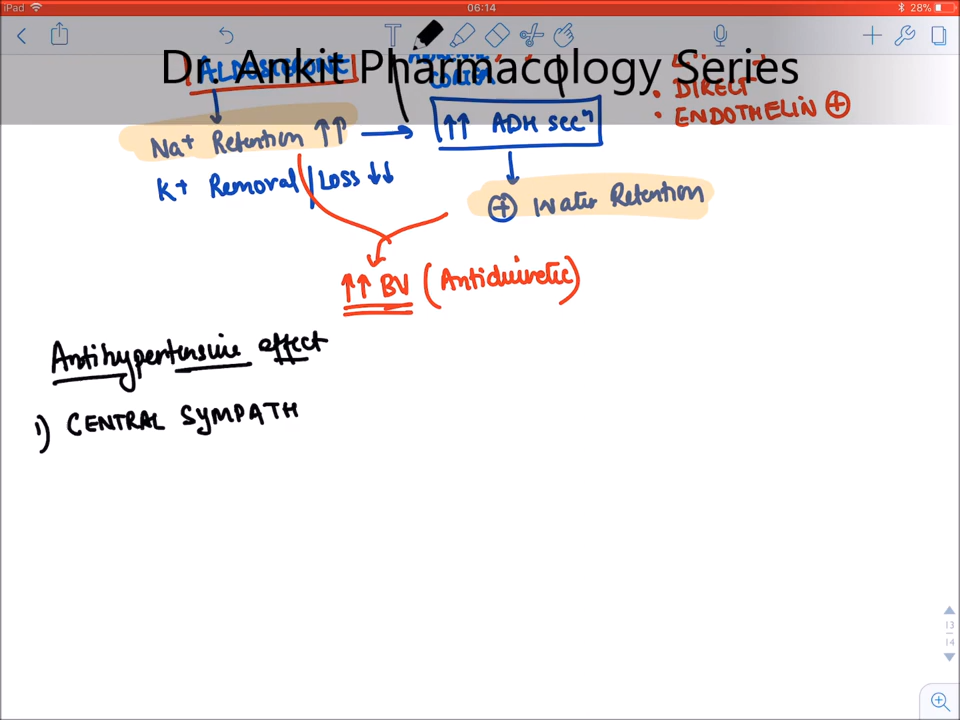 iPad 06:14 28%
T
Dr. Ankit Pharmacology Series
ALDOSTERONE
• DIRECT
• ENDOTHELIN +
Na+ Retention ↑↑ → ↑↑ ADH secⁿ
K+ Removal/Loss ↓↓
+ Water Retention
↑↑ BV (Antidiuretic)
Antihypertensive effect
1) CENTRAL SYMPATH
13
14